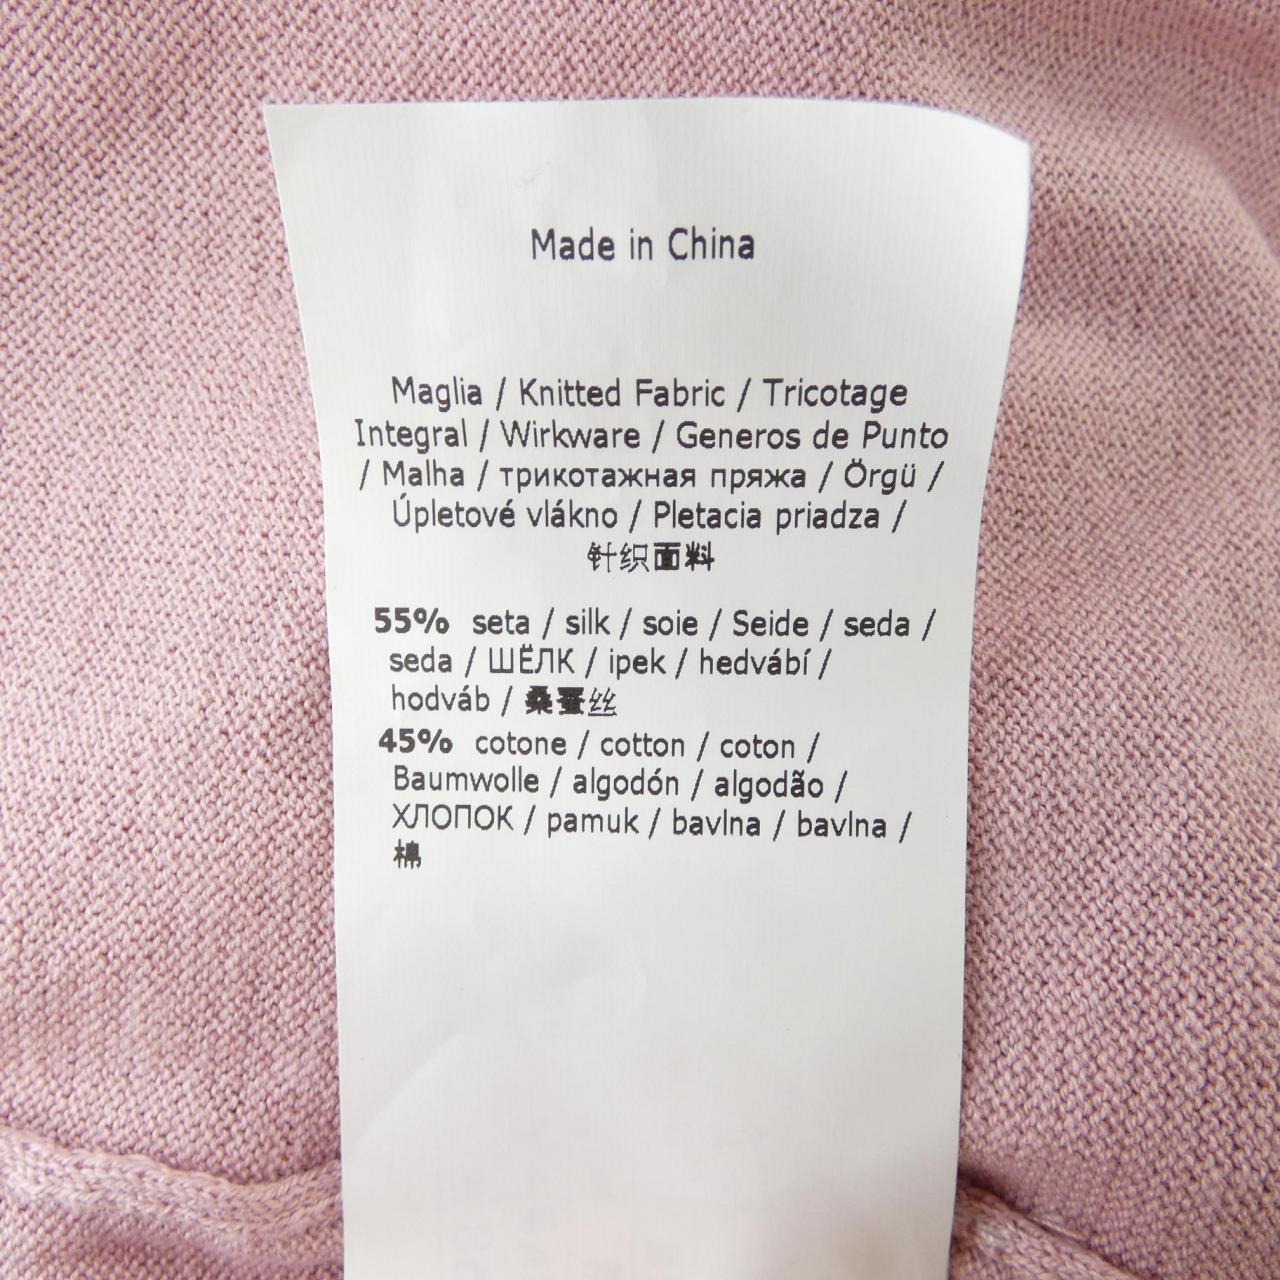 Made in China
Maglia / Knitted Fabric / Tricotage
Integral / Wirkware / Generos de Punto
/ Malha / трикотажная пряжа / Örgü /
Úpletové vlákno / Pletacia priadza /
针织面料
55% seta / silk / soie / Seide / seda /
seda / ШЁЛК / ipek / hedvábí /
hodváb / 桑蚕丝
45% cotone / cotton / coton /
Baumwolle / algodón / algodão /
ХЛОПОК / pamuk / bavlna / bavlna /
棉